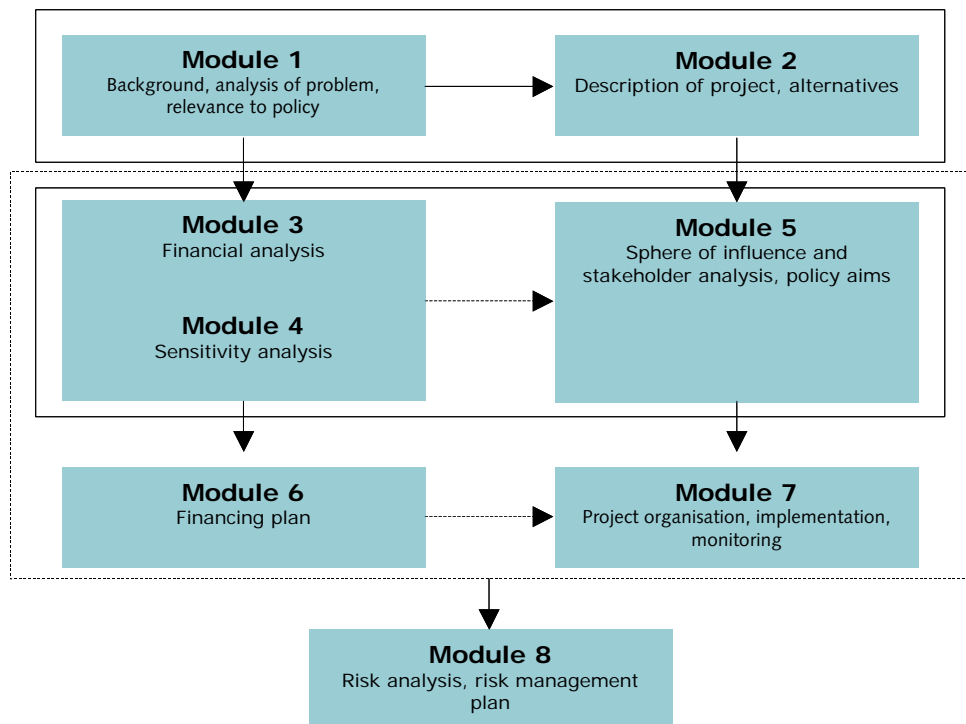 Module 1
Background, analysis of problem,
relevance to policy
Module 2
Description of project, alternatives
Module 3
Financial analysis
Module 4
Sensitivity analysis
Module 5
Sphere of influence and
stakeholder analysis, policy aims
Module 6
Financing plan
Module 7
Project organisation, implementation,
monitoring
Module 8
Risk analysis, risk management
plan